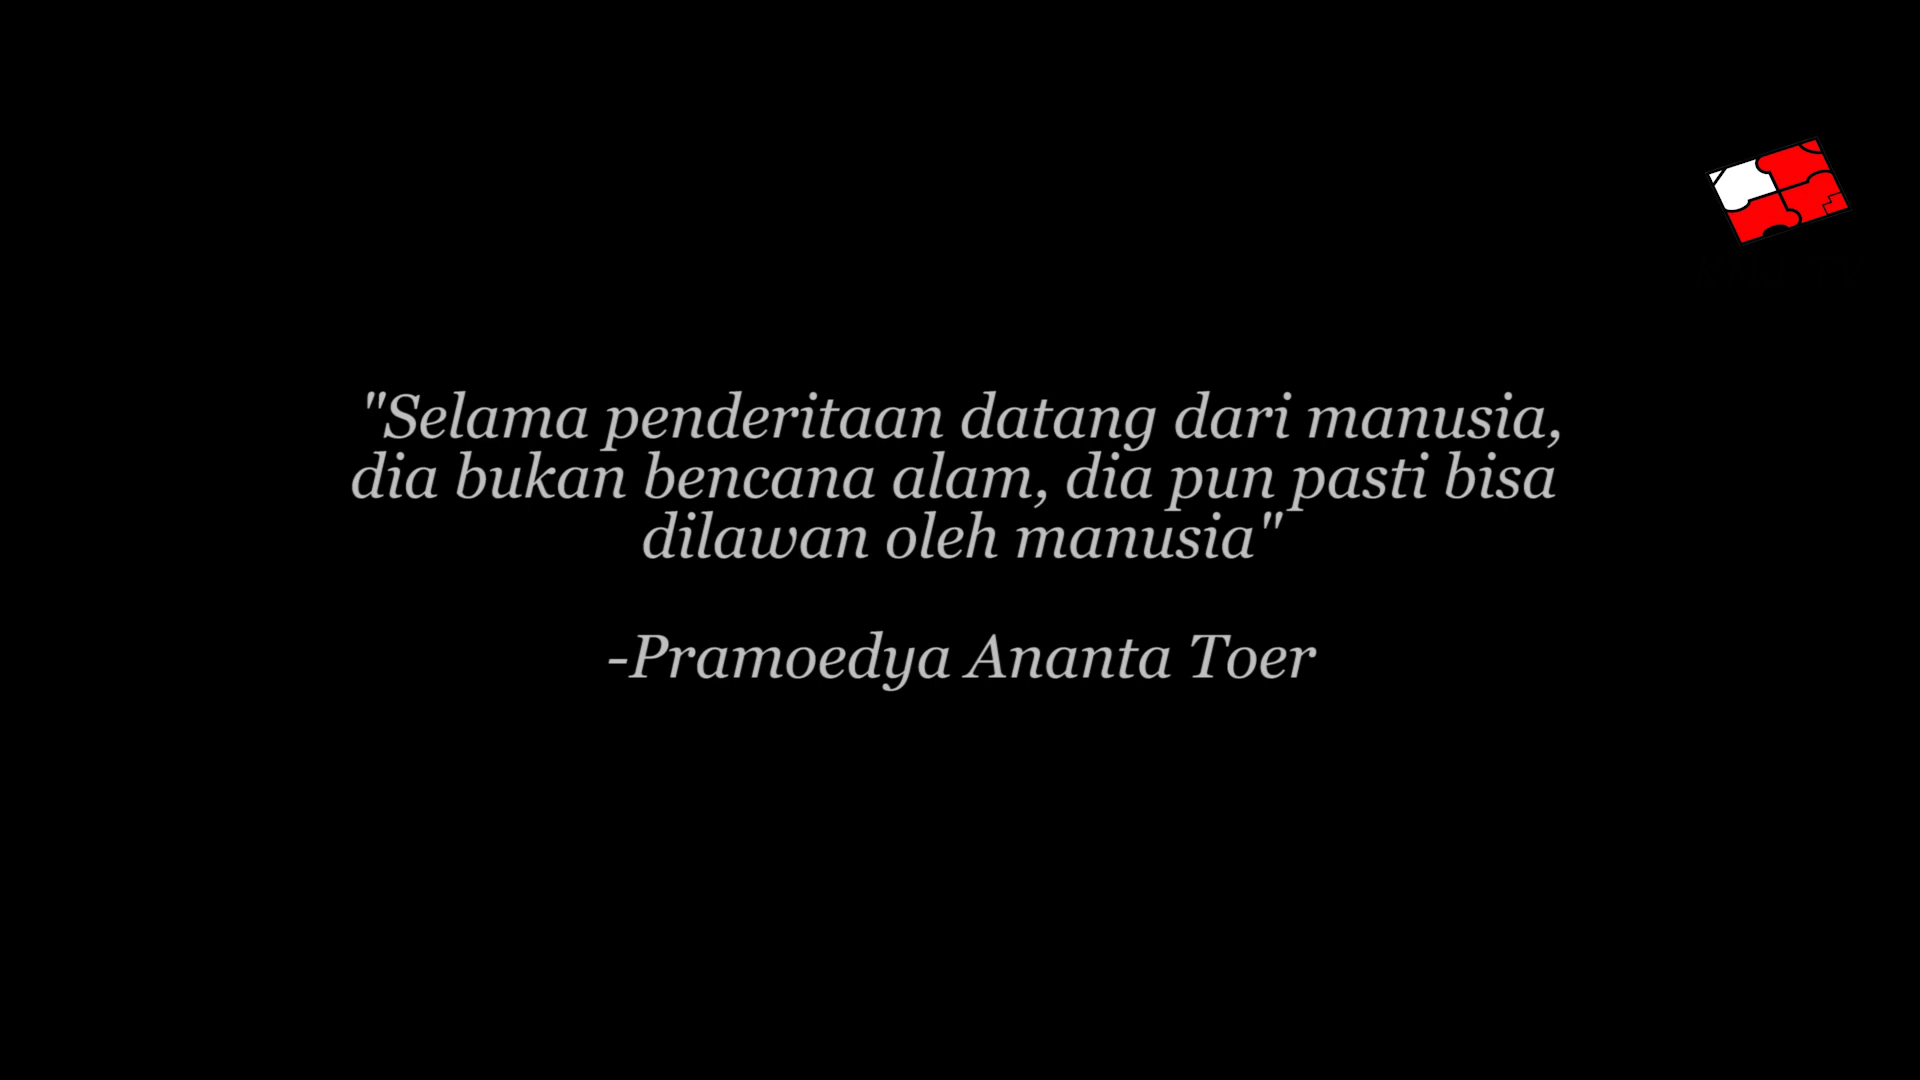 "Selama penderitaan datang dari manusia,
dia bukan bencana alam, dia pun pasti bisa
dilawan oleh manusia"
-Pramoedya Ananta Toer